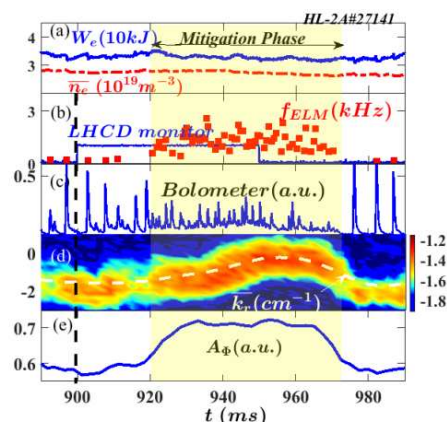 HL-2A#27141
(a) W_e(10kJ) Mitigation Phase
4
3
2
n_e (10^19 m^-3)
(b) f_ELM(kHz)
3
LHCD monitor
0
0.5 (c)
Bolometer(a.u.)
0 (d) -1.2
-1.4
-2 k_r(cm^-1) -1.6
-1.8
(e)
0.7
A_Φ(a.u.)
0.6
900 920 940 960 980
t (ms)